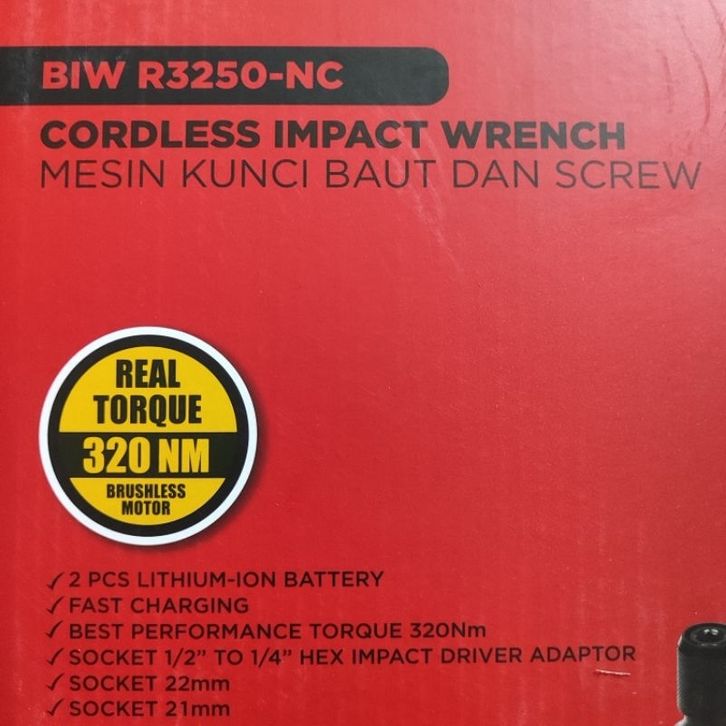 BIW R3250-NC
CORDLESS IMPACT WRENCH
MESIN KUNCI BAUT DAN SCREW
REAL
TORQUE
320 NM
BRUSHLESS
MOTOR
✓ 2 PCS LITHIUM-ION BATTERY
✓ FAST CHARGING
✓ BEST PERFORMANCE TORQUE 320Nm
✓ SOCKET 1/2" TO 1/4" HEX IMPACT DRIVER ADAPTOR
✓ SOCKET 22mm
✓ SOCKET 21mm